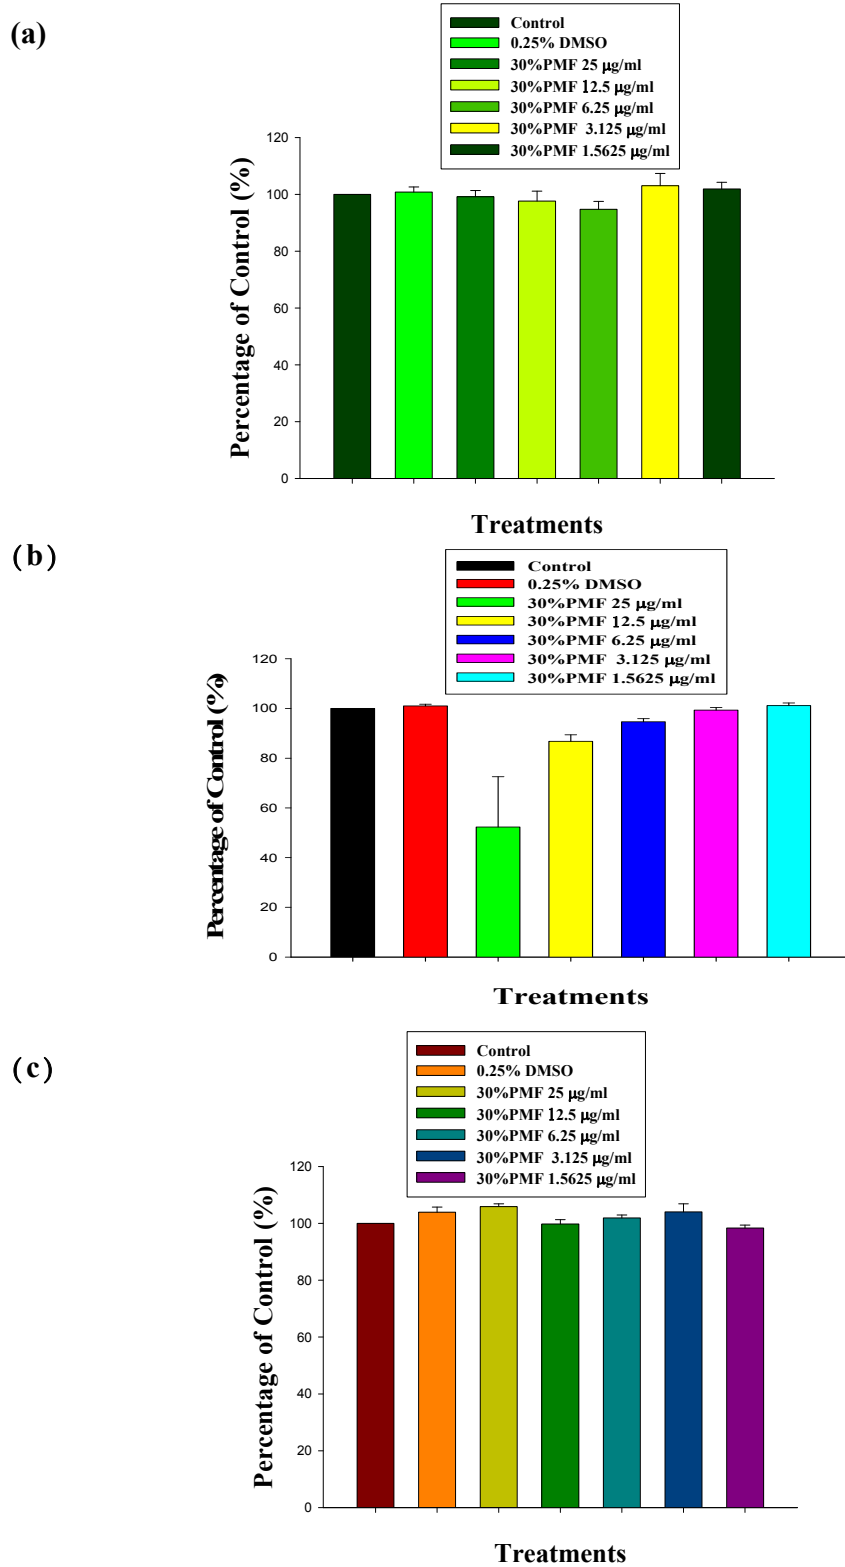 (a)
Control
0.25% DMSO
30%PMF 25 µg/ml
30%PMF 12.5 µg/ml
30%PMF 6.25 µg/ml
30%PMF 3.125 µg/ml
30%PMF 1.5625 µg/ml
Percentage of Control (%)
120
100
80
60
40
20
0
Treatments
(b)
Control
0.25% DMSO
30%PMF 25 µg/ml
30%PMF 12.5 µg/ml
30%PMF 6.25 µg/ml
30%PMF 3.125 µg/ml
30%PMF 1.5625 µg/ml
Percentage of Control (%)
120
100
80
60
40
20
0
Treatments
(c)
Control
0.25% DMSO
30%PMF 25 µg/ml
30%PMF 12.5 µg/ml
30%PMF 6.25 µg/ml
30%PMF 3.125 µg/ml
30%PMF 1.5625 µg/ml
Percentage of Control (%)
120
100
80
60
40
20
0
Treatments